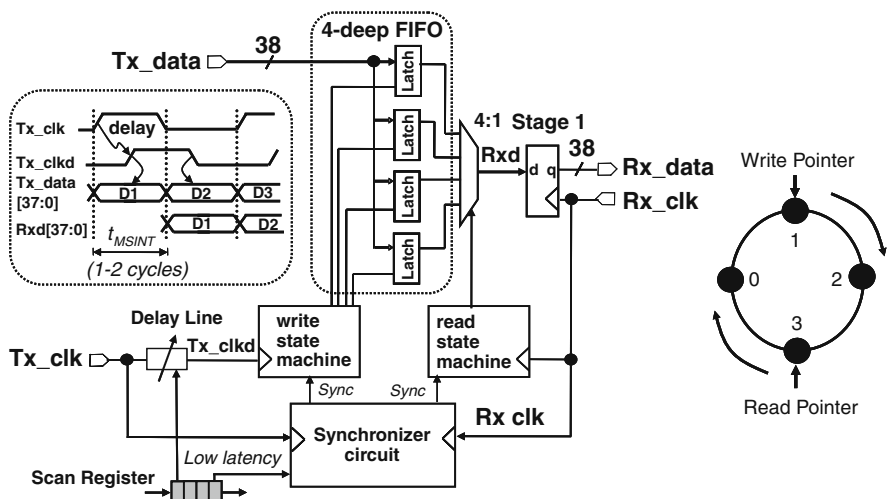 4-deep FIFO
Tx_data
38
Latch
Latch
Latch
Latch
4:1
Stage 1
Rxd
d q
38
Rx_data
Rx_clk
Tx_clk
delay
Tx_clkd
Tx_data
[37:0]
D1
D2
D3
Rxd[37:0]
D1
D2
tMSINT
(1-2 cycles)
Write Pointer
1
0
2
3
Read Pointer
Delay Line
Tx_clk
Tx_clkd
write
state
machine
read
state
machine
Sync
Sync
Rx clk
Synchronizer
circuit
Low latency
Scan Register